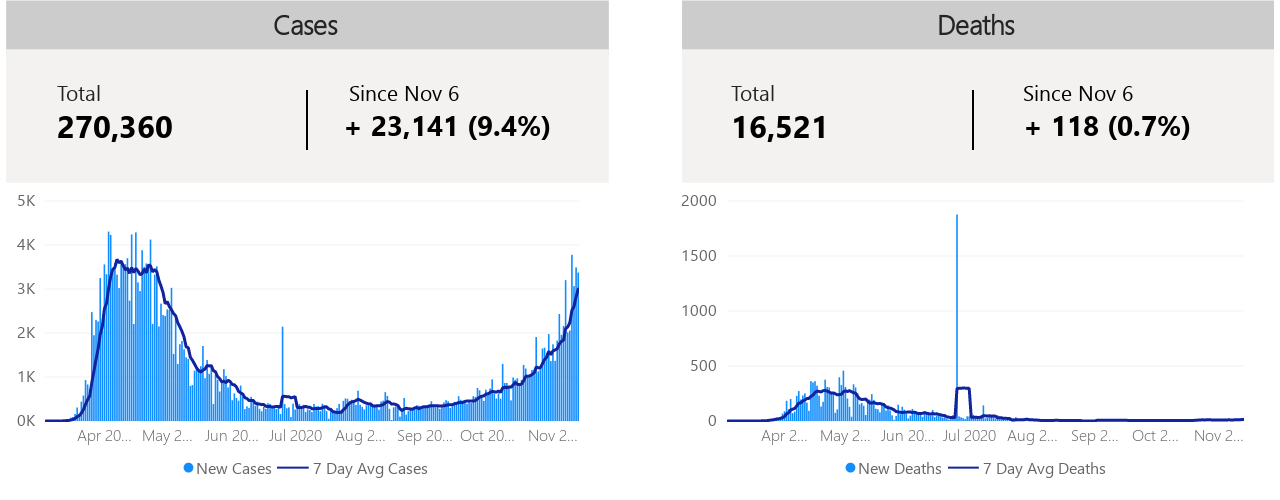 Cases
Total
270,360
Since Nov 6
+ 23,141 (9.4%)
5K
4K
3K
2K
1K
0K
Apr 20...
May 2...
Jun 20...
Jul 2020
Aug 2...
Sep 20...
Oct 20...
Nov 2...
New Cases
7 Day Avg Cases
Deaths
Total
16,521
Since Nov 6
+ 118 (0.7%)
2000
1500
1000
500
0
Apr 2...
May 2...
Jun 20...
Jul 2020
Aug 2...
Sep 2...
Oct 2...
Nov 2...
New Deaths
7 Day Avg Deaths